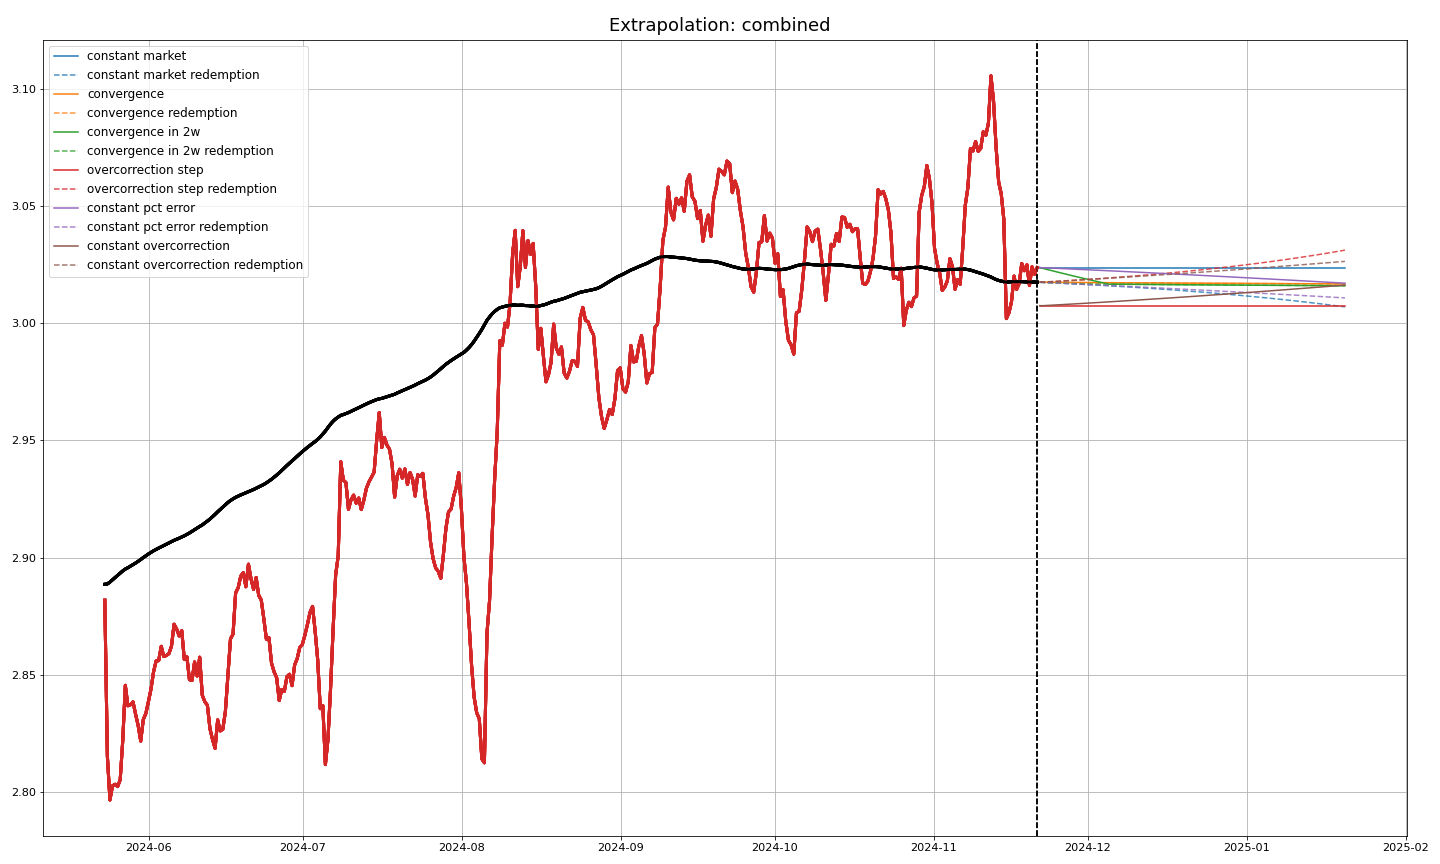 Extrapolation: combined
constant market
constant market redemption
convergence
convergence redemption
convergence in 2w
convergence in 2w redemption
overcorrection step
overcorrection step redemption
constant pct error
constant pct error redemption
constant overcorrection
constant overcorrection redemption
3.10
3.05
3.00
2.95
2.90
2.85
2.80
2024-06 2024-07 2024-08 2024-09 2024-10 2024-11 2024-12 2025-01 2025-02